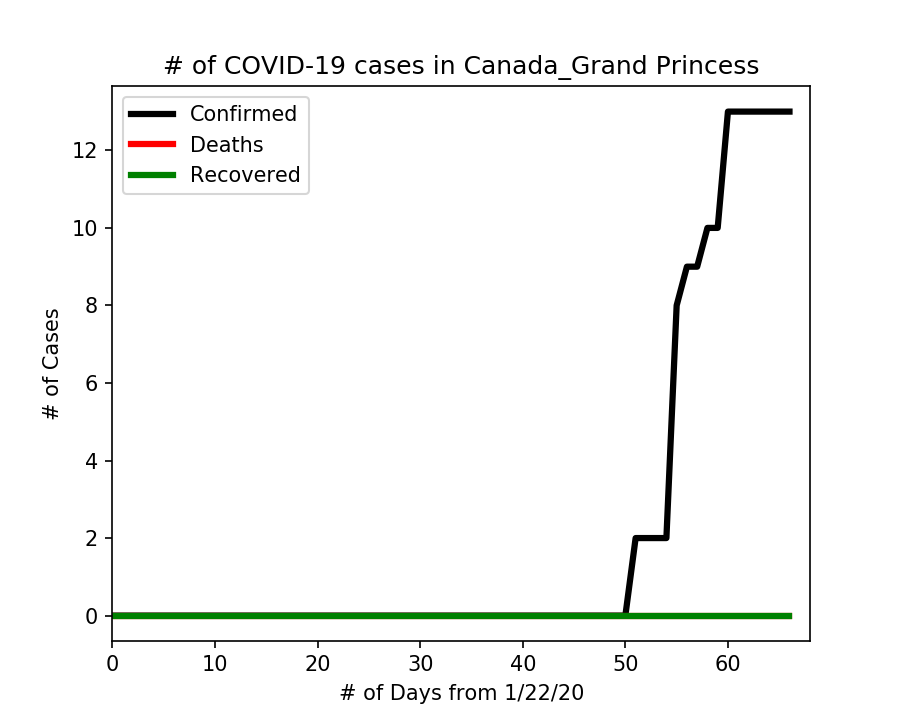 # of COVID-19 cases in Canada_Grand Princess
Confirmed
Deaths
Recovered
# of Cases
12
10
8
6
4
2
0
0 10 20 30 40 50 60
# of Days from 1/22/20